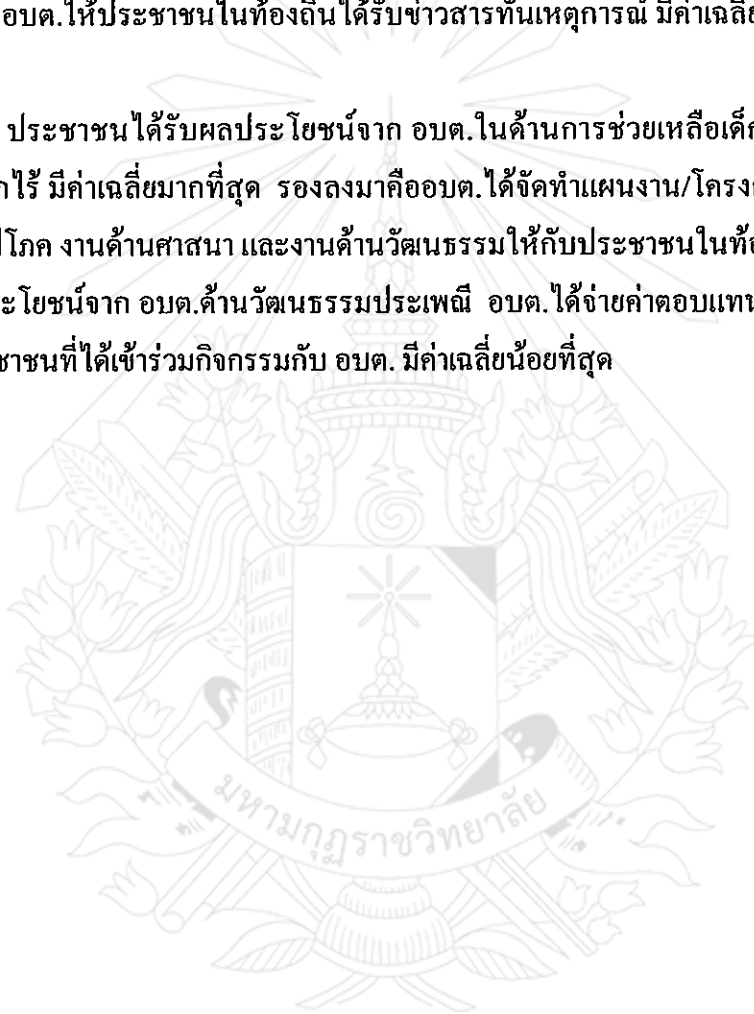 อบต.ให้ประชาชนในท้องถิ่นได้รับข่าวสารทันเหตุการณ์ มีค่าเฉลี่ย
ประชาชนได้รับผลประโยชน์จาก อบต.ในด้านการช่วยเหลือเด็ก
ไร้ มีค่าเฉลี่ยมากที่สุด รองลงมาคืออบต.ได้จัดทำแผนงาน/โครงก
โภค งานด้านศาสนา และงานด้านวัฒนธรรมให้กับประชาชนในท้อ
ะโยชน์จาก อบต.ด้านวัฒนธรรมประเพณี อบต.ได้จ่ายค่าตอบแทน
ชาชนที่ได้เข้าร่วมกิจกรรมกับ อบต. มีค่าเฉลี่ยน้อยที่สุด
มหามกุฏราชวิทยาลัย